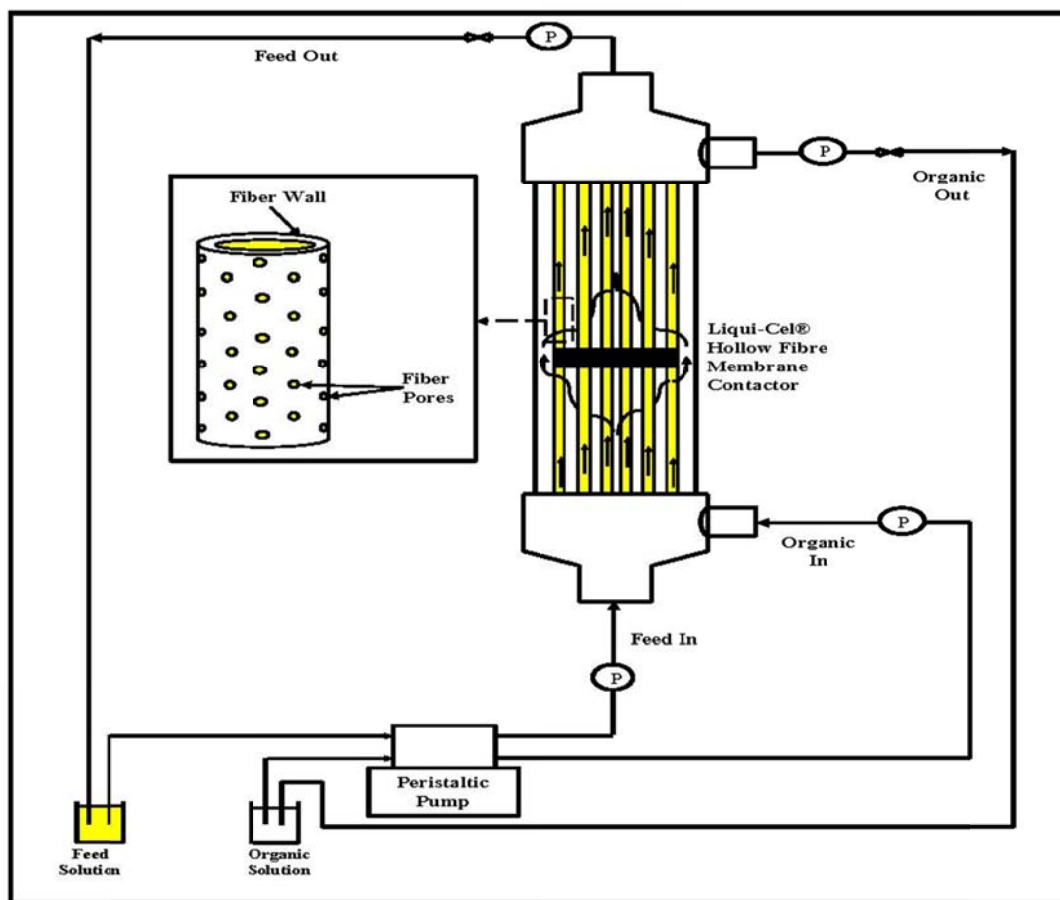 P
Feed Out
P
Organic
Out
Fiber Wall
Fiber
Pores
Liqui-Cel®
Hollow Fibre
Membrane
Contactor
P
Organic
In
Feed In
P
Peristaltic
Pump
Feed
Solution
Organic
Solution